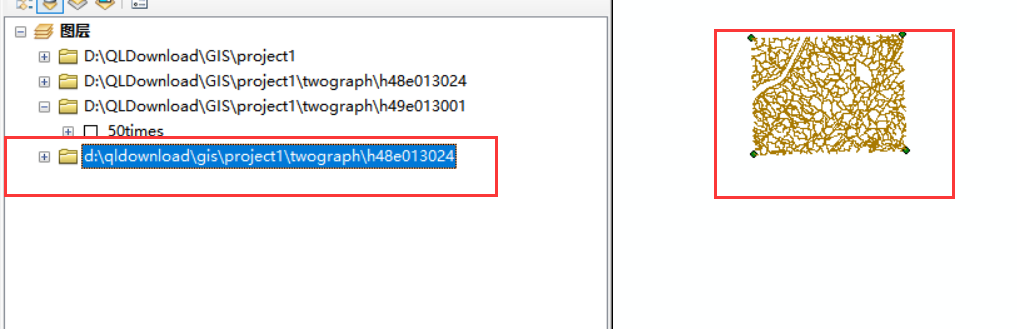 图层
D:\QLDownload\GIS\project1
D:\QLDownload\GIS\project1\twograph\h48e013024
D:\QLDownload\GIS\project1\twograph\h49e013001
50times
d:\qldownload\gis\project1\twograph\h48e013024